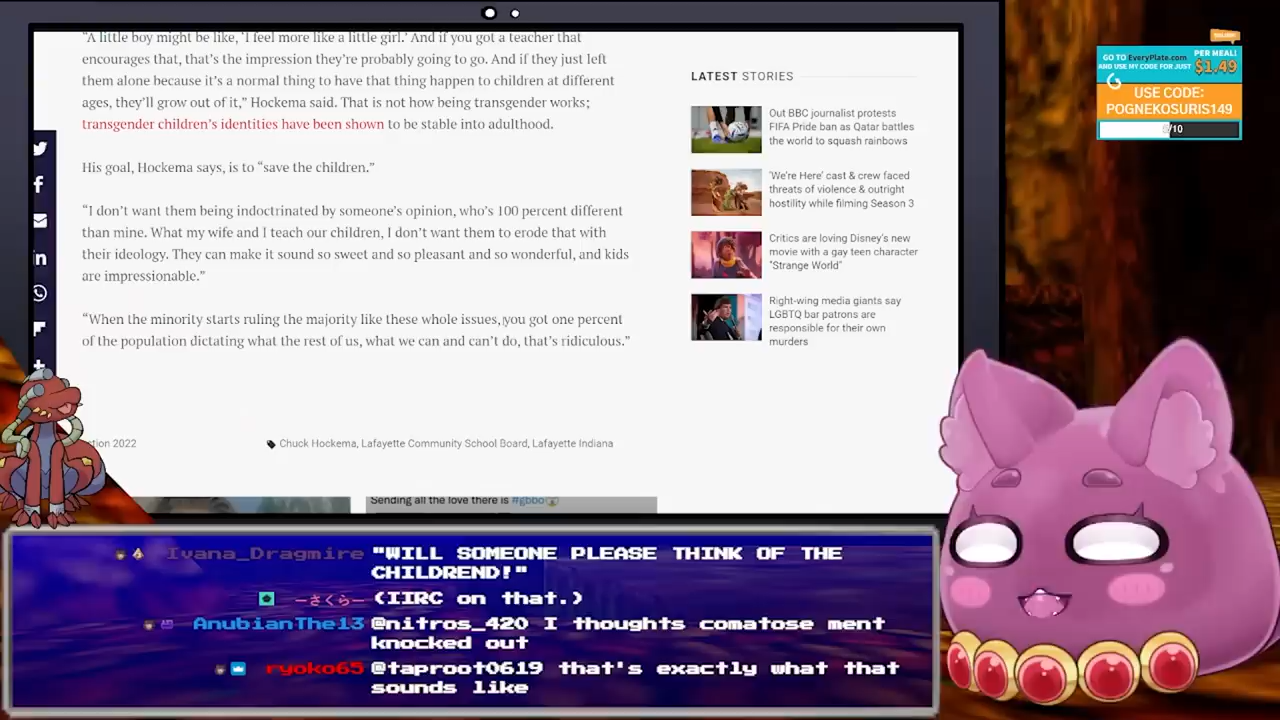 “A little boy might be like, ‘I feel more like a little girl.’ And if you got a teacher that
encourages that, that’s the impression they’re probably going to go. And if they just left
them alone because it’s a normal thing to have that thing happen to children at different
ages, they’ll grow out of it,” Hockema said. That is not how being transgender works;
transgender children’s identities have been shown to be stable into adulthood.
His goal, Hockema says, is to “save the children.”
“I don’t want them being indoctrinated by someone’s opinion, who’s 100 percent different
than mine. What my wife and I teach our children, I don’t want them to erode that with
their ideology. They can make it sound so sweet and so pleasant and so wonderful, and kids
are impressionable.”
“When the minority starts ruling the majority like these whole issues, you got one percent
of the population dictating what the rest of us, what we can and can’t do, that’s ridiculous.”
2022
Chuck Hockema, Lafayette Community School Board, Lafayette Indiana
Sending all the love there is #gbbo
LATEST STORIES
Out BBC journalist protests
FIFA Pride ban as Qatar battles
the world to squash rainbows
‘We’re Here’ cast & crew faced
threats of violence & outright
hostility while filming Season 3
Critics are loving Disney’s new
movie with a gay teen character
“Strange World”
Right-wing media giants say
LGBTQ bar patrons are
responsible for their own
murders
GO TO EveryPlate.com
AND USE MY CODE FOR JUST
PER MEAL!
$1.49
USE CODE:
POGNEKOSURIS149
/10
Ivana_Dragmire "WILL SOMEONE PLEASE THINK OF THE
CHILDREND!"
—さくら— (IIRC on that.)
AnubianThe13 @nitros_420 I thoughts comatose ment
knocked out
ryoko65 @taproot0619 that's exactly what that
sounds like